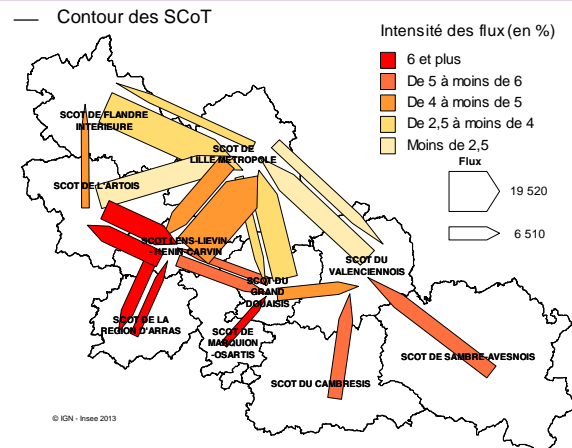 Contour des SCoT
Intensité des flux (en %)
6 et plus
De 5 à moins de 6
De 4 à moins de 5
De 2,5 à moins de 4
Moins de 2,5
Flux
19 520
6 510
SCOT DE FLANDRE
INTERIEURE
SCOT DE
LILLE METROPOLE
SCOT DE L'ARTOIS
SCOT LENS-LIEVIN-
-HENIN-CARVIN
SCOT DU
VALENCIENNOIS
SCOT DU
GRAND
DOUAISIS
SCOT DE LA
REGION D'ARRAS
SCOT DE
MARQUION
-OSARTIS
SCOT DE SAMBRE-AVESNOIS
SCOT DU CAMBRESIS
© IGN - Insee 2013